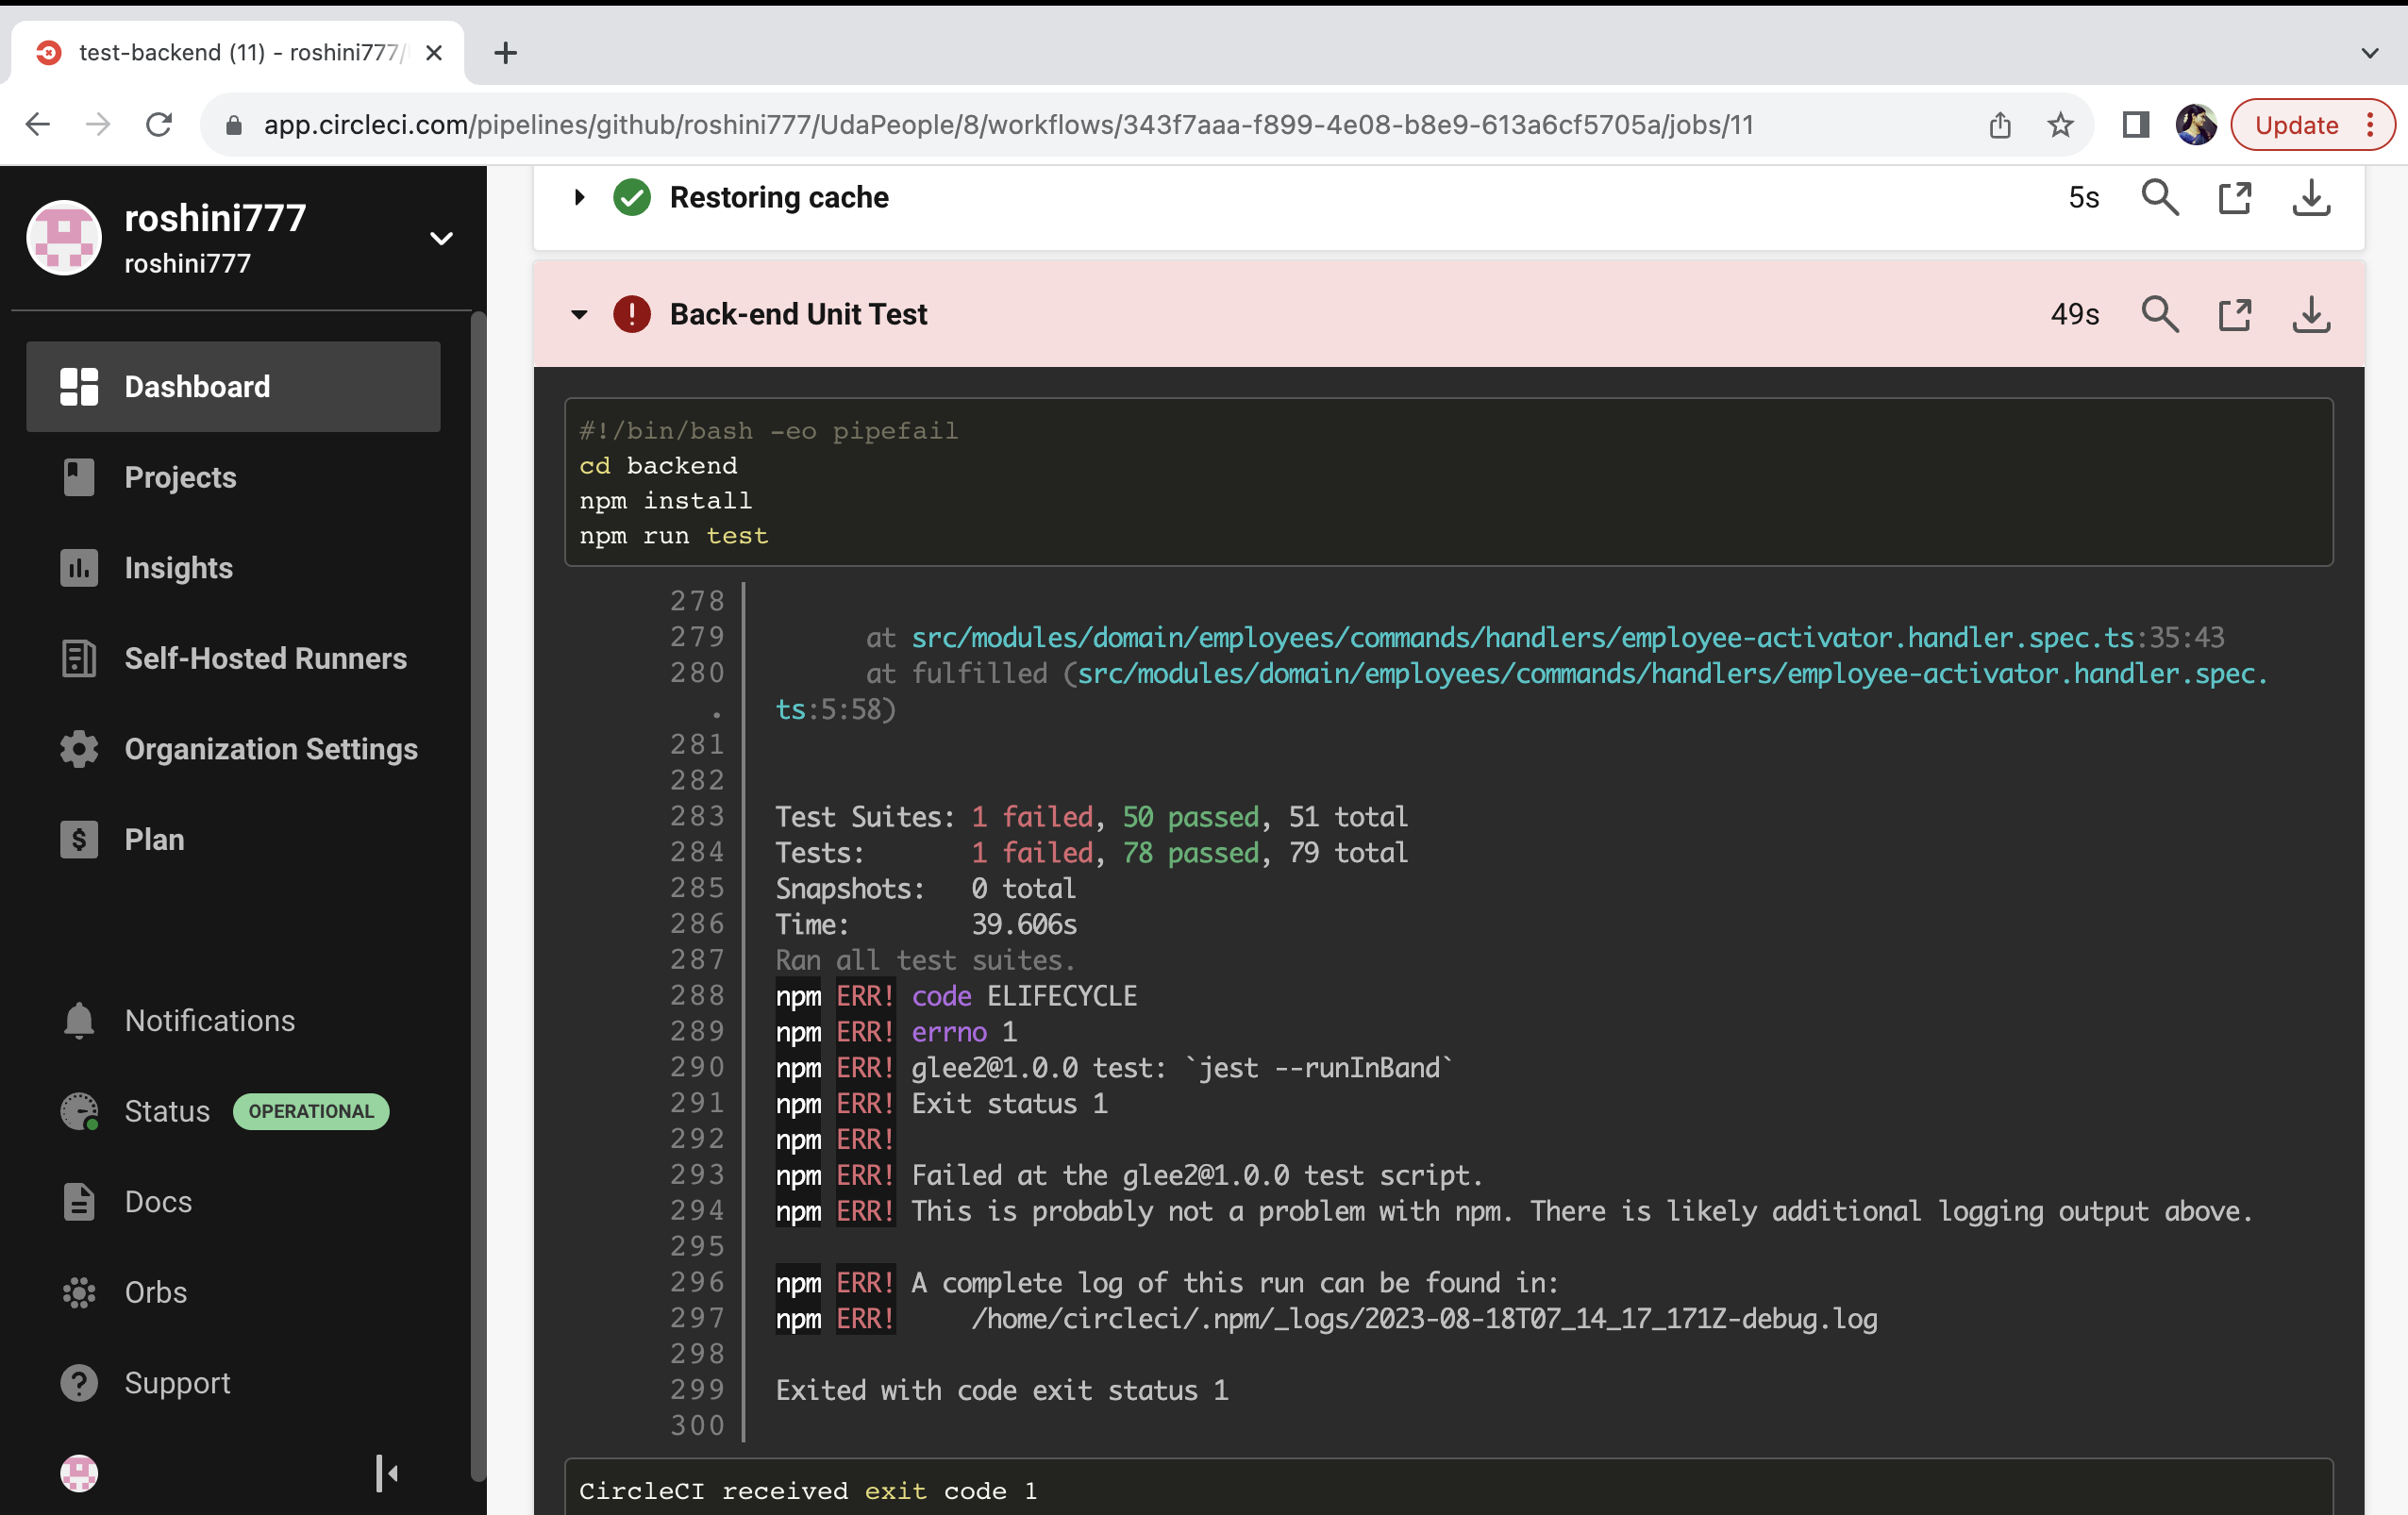 test-backend (11) - roshini777/
app.circleci.com/pipelines/github/roshini777/UdaPeople/8/workflows/343f7aaa-f899-4e08-b8e9-613a6cf5705a/jobs/11
Update
roshini777
roshini777
Dashboard
Projects
Insights
Self-Hosted Runners
Organization Settings
Plan
Notifications
Status OPERATIONAL
Docs
Orbs
Support
Restoring cache 5s
Back-end Unit Test 49s
#!/bin/bash -eo pipefail
cd backend
npm install
npm run test
278
279 at src/modules/domain/employees/commands/handlers/employee-activator.handler.spec.ts:35:43
280 at fulfilled (src/modules/domain/employees/commands/handlers/employee-activator.handler.spec.
. ts:5:58)
281
282
283 Test Suites: 1 failed, 50 passed, 51 total
284 Tests: 1 failed, 78 passed, 79 total
285 Snapshots: 0 total
286 Time: 39.606s
287 Ran all test suites.
288 npm ERR! code ELIFECYCLE
289 npm ERR! errno 1
290 npm ERR! glee2@1.0.0 test: `jest --runInBand`
291 npm ERR! Exit status 1
292 npm ERR!
293 npm ERR! Failed at the glee2@1.0.0 test script.
294 npm ERR! This is probably not a problem with npm. There is likely additional logging output above.
295
296 npm ERR! A complete log of this run can be found in:
297 npm ERR! /home/circleci/.npm/_logs/2023-08-18T07_14_17_171Z-debug.log
298
299 Exited with code exit status 1
300
CircleCI received exit code 1